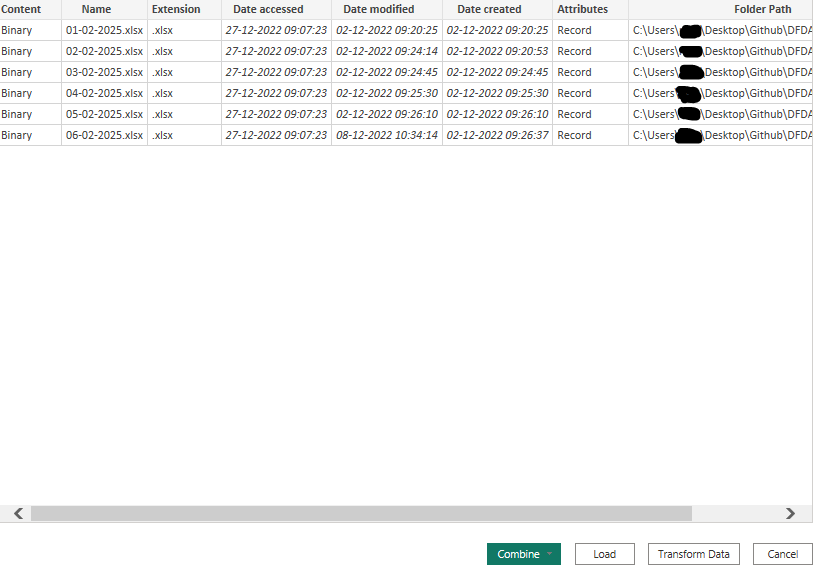 Content Name Extension Date accessed Date modified Date created Attributes Folder Path
Binary 01-02-2025.xlsx .xlsx 27-12-2022 09:07:23 02-12-2022 09:20:25 02-12-2022 09:20:25 Record C:\Users\ \Desktop\Github\DFDA
Binary 02-02-2025.xlsx .xlsx 27-12-2022 09:07:23 02-12-2022 09:24:14 02-12-2022 09:20:53 Record C:\Users\ \Desktop\Github\DFDA
Binary 03-02-2025.xlsx .xlsx 27-12-2022 09:07:23 02-12-2022 09:24:45 02-12-2022 09:24:45 Record C:\Users\ \Desktop\Github\DFDA
Binary 04-02-2025.xlsx .xlsx 27-12-2022 09:07:23 02-12-2022 09:25:30 02-12-2022 09:25:30 Record C:\Users\ \Desktop\Github\DFDA
Binary 05-02-2025.xlsx .xlsx 27-12-2022 09:07:23 02-12-2022 09:26:10 02-12-2022 09:26:10 Record C:\Users\ \Desktop\Github\DFDA
Binary 06-02-2025.xlsx .xlsx 27-12-2022 09:07:23 08-12-2022 10:34:14 02-12-2022 09:26:37 Record C:\Users\ \Desktop\Github\DFDA
Combine Load Transform Data Cancel